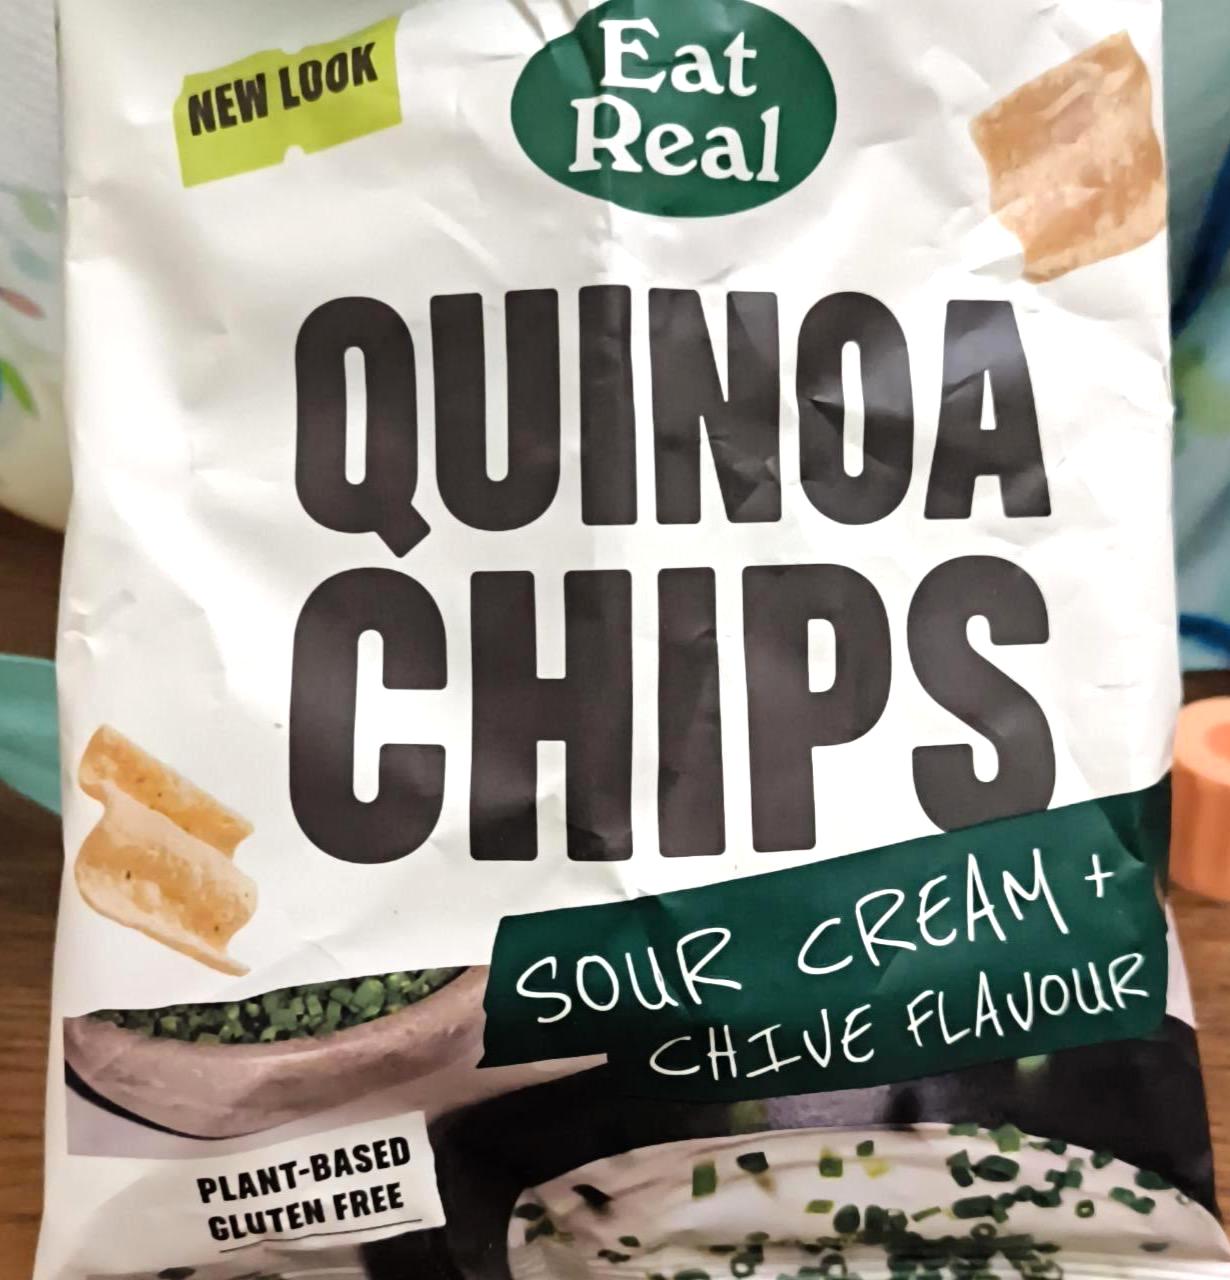 NEW LOOK
Eat
Real
QUINOA
CHIPS
SOUR CREAM +
CHIVE FLAVOUR
PLANT-BASED
GLUTEN FREE